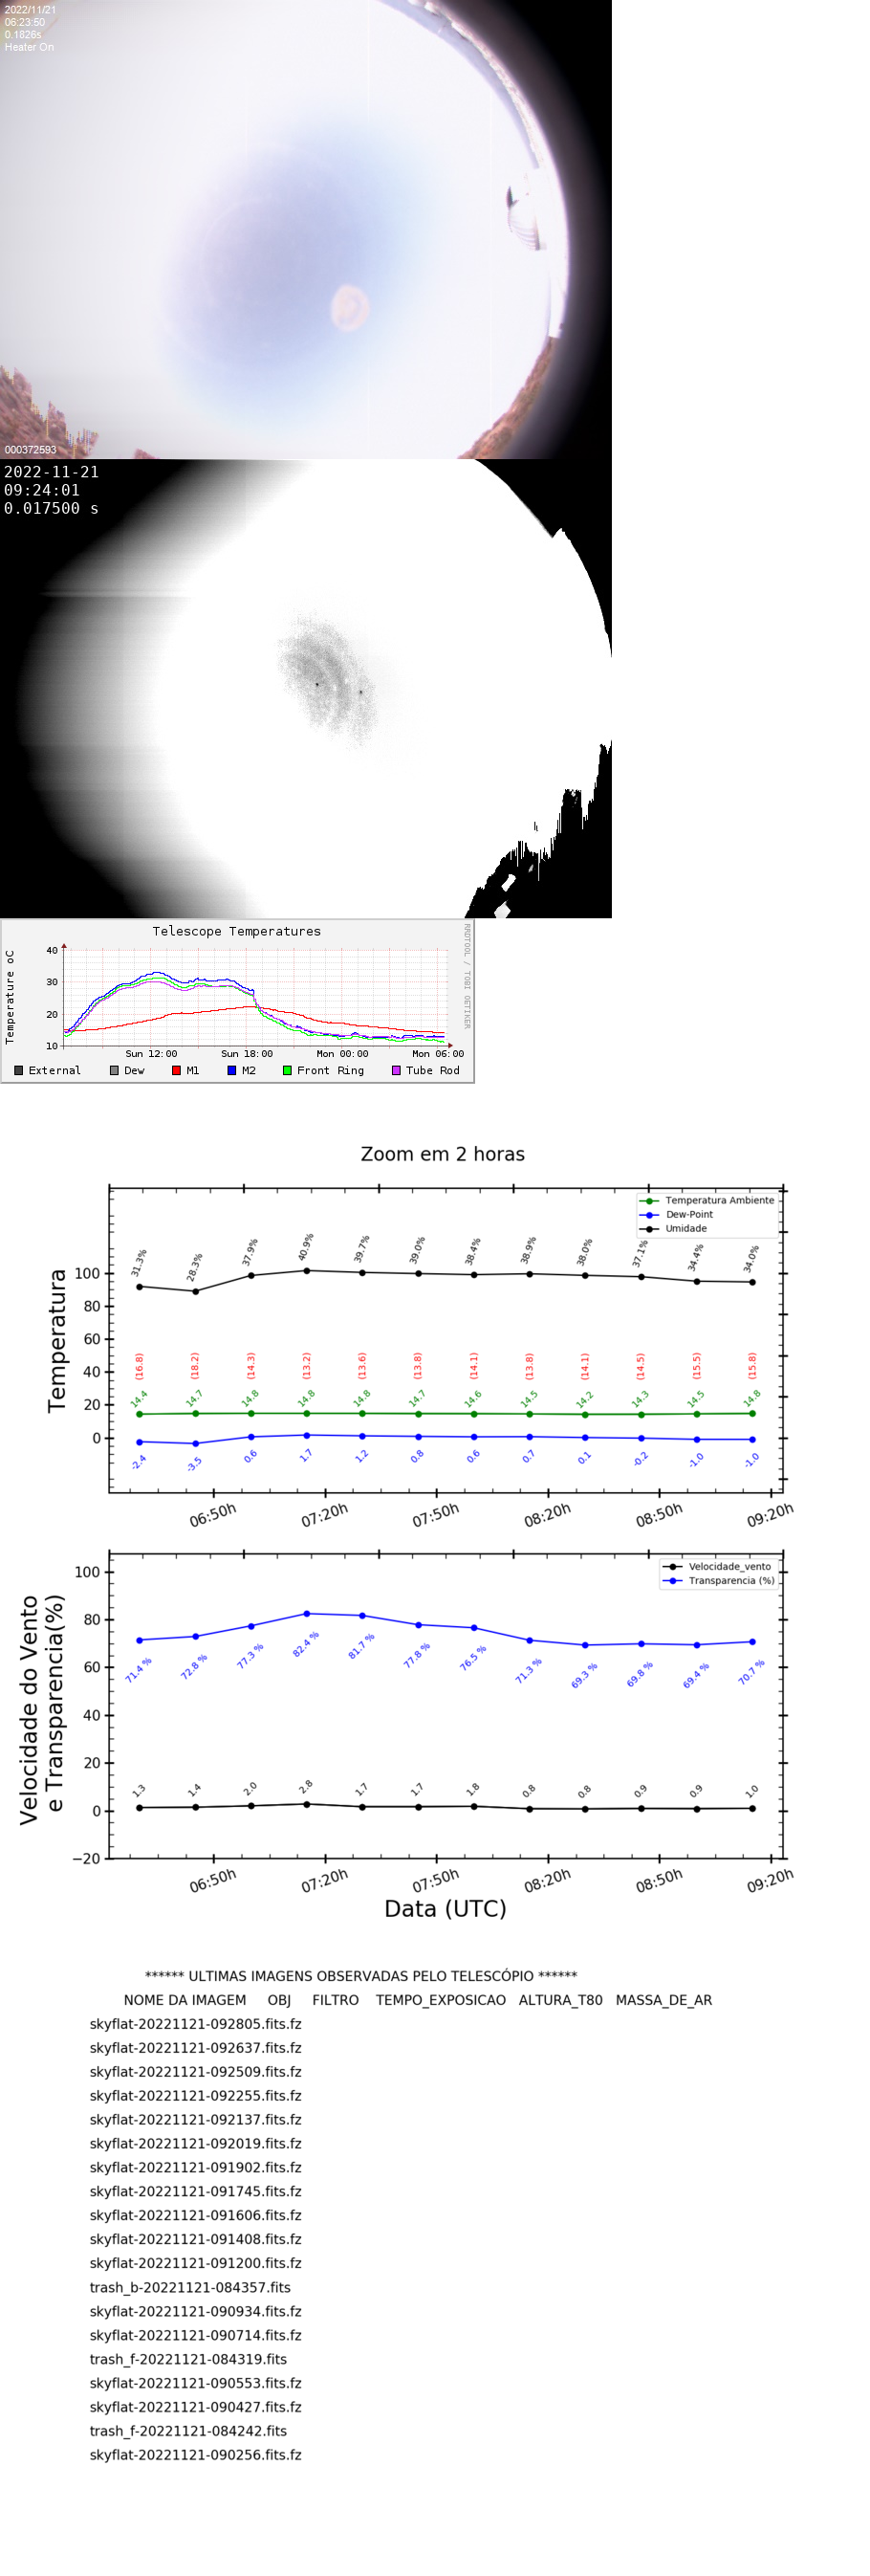 2022/11/21
06:23:50
0.1826s
Heater On
000372593
2022-11-21
09:24:01
0.017500 s
Telescope Temperatures
RRDTOOL / TOBI OETIKER
Temperature oC
40
30
20
10
Sun 12:00 Sun 18:00 Mon 00:00 Mon 06:00
External Dew M1 M2 Front Ring Tube Rod
Zoom em 2 horas
Temperatura Ambiente
Dew-Point
Umidade
Temperatura
100
80
60
40
20
0
31.3% 28.3% 37.9% 40.9% 39.7% 39.0% 38.4% 38.9% 38.0% 37.1% 34.4% 34.0%
(16.8) (18.2) (14.3) (13.2) (13.6) (13.8) (14.1) (13.8) (14.1) (14.5) (15.5) (15.8)
14.4 14.7 14.8 14.8 14.8 14.7 14.6 14.5 14.2 14.3 14.5 14.8
-2.4 -3.5 0.6 1.7 1.2 0.8 0.6 0.7 0.1 -0.2 -1.0 -1.0
06:50h 07:20h 07:50h 08:20h 08:50h 09:20h
Velocidade_vento
Transparencia (%)
Velocidade do Vento
e Transparencia(%)
100
80
60
40
20
0
−20
71.4 % 72.8 % 77.3 % 82.4 % 81.7 % 77.8 % 76.5 % 71.3 % 69.3 % 69.8 % 69.4 % 70.7 %
1.3 1.4 2.0 2.8 1.7 1.7 1.8 0.8 0.8 0.9 0.9 1.0
06:50h 07:20h 07:50h 08:20h 08:50h 09:20h
Data (UTC)
****** ULTIMAS IMAGENS OBSERVADAS PELO TELESCÓPIO ******
NOME DA IMAGEM OBJ FILTRO TEMPO_EXPOSICAO ALTURA_T80 MASSA_DE_AR
skyflat-20221121-092805.fits.fz
skyflat-20221121-092637.fits.fz
skyflat-20221121-092509.fits.fz
skyflat-20221121-092255.fits.fz
skyflat-20221121-092137.fits.fz
skyflat-20221121-092019.fits.fz
skyflat-20221121-091902.fits.fz
skyflat-20221121-091745.fits.fz
skyflat-20221121-091606.fits.fz
skyflat-20221121-091408.fits.fz
skyflat-20221121-091200.fits.fz
trash_b-20221121-084357.fits
skyflat-20221121-090934.fits.fz
skyflat-20221121-090714.fits.fz
trash_f-20221121-084319.fits
skyflat-20221121-090553.fits.fz
skyflat-20221121-090427.fits.fz
trash_f-20221121-084242.fits
skyflat-20221121-090256.fits.fz